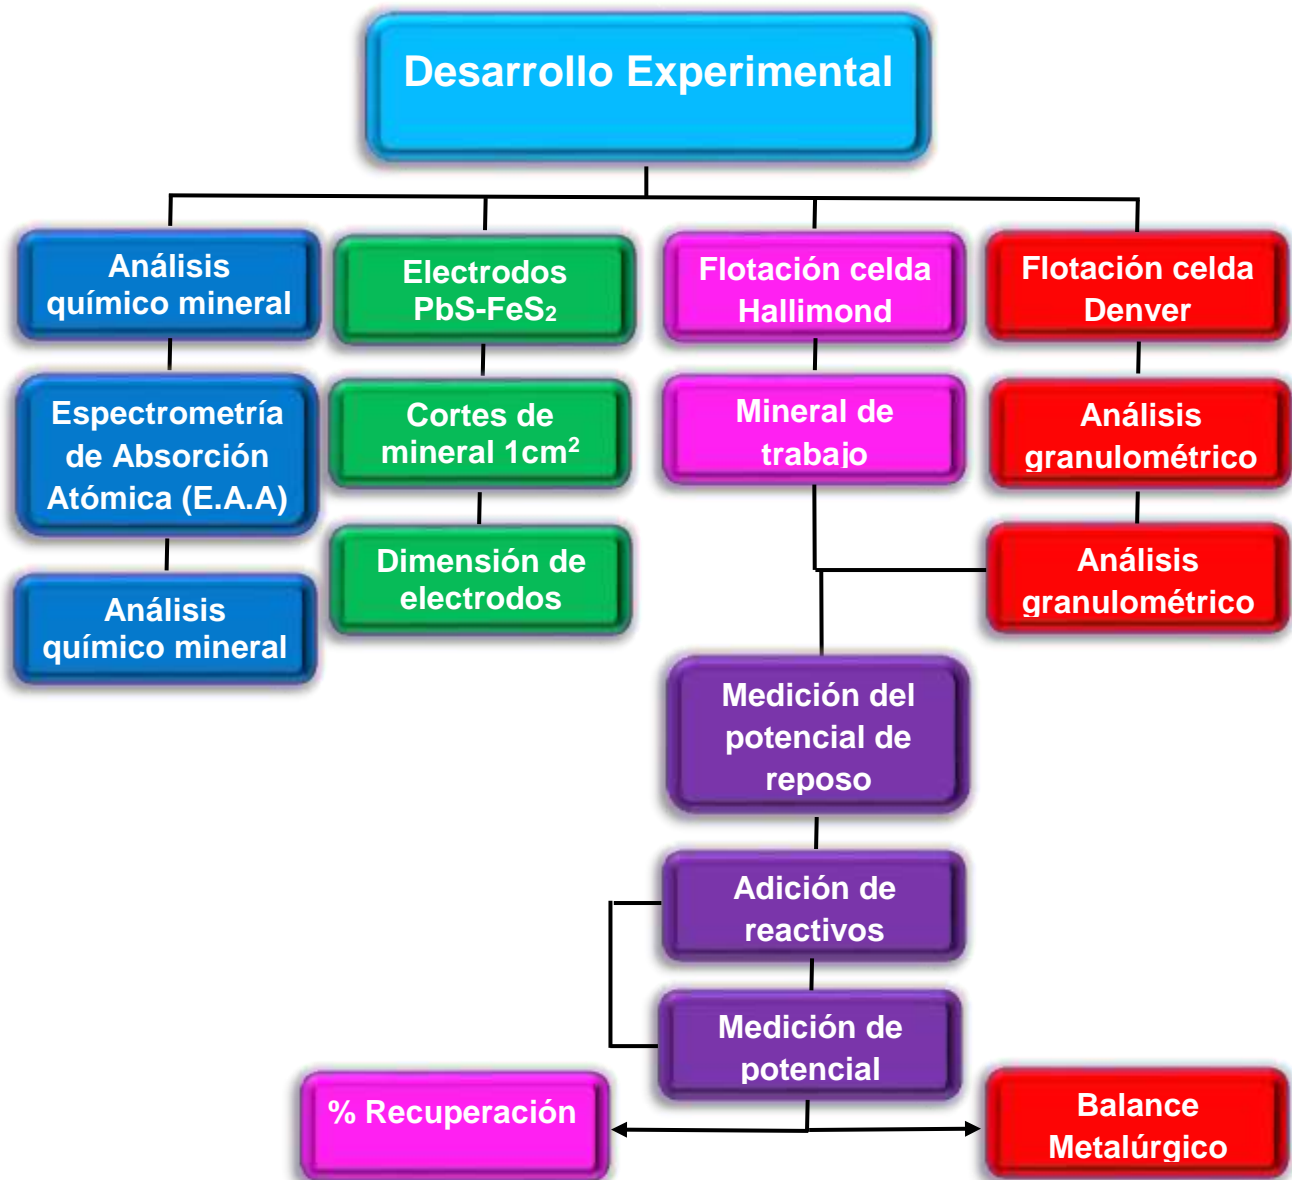 Desarrollo Experimental
Análisis
químico mineral
Electrodos
PbS-FeS₂
Flotación celda
Hallimond
Flotación celda
Denver
Espectrometría
de Absorción
Atómica (E.A.A)
Cortes de
mineral 1cm²
Mineral de
trabajo
Análisis
granulométrico
Análisis
químico mineral
Dimensión de
electrodos
Análisis
granulométrico
Medición del
potencial de
reposo
Adición de
reactivos
Medición de
potencial
% Recuperación
Balance
Metalúrgico